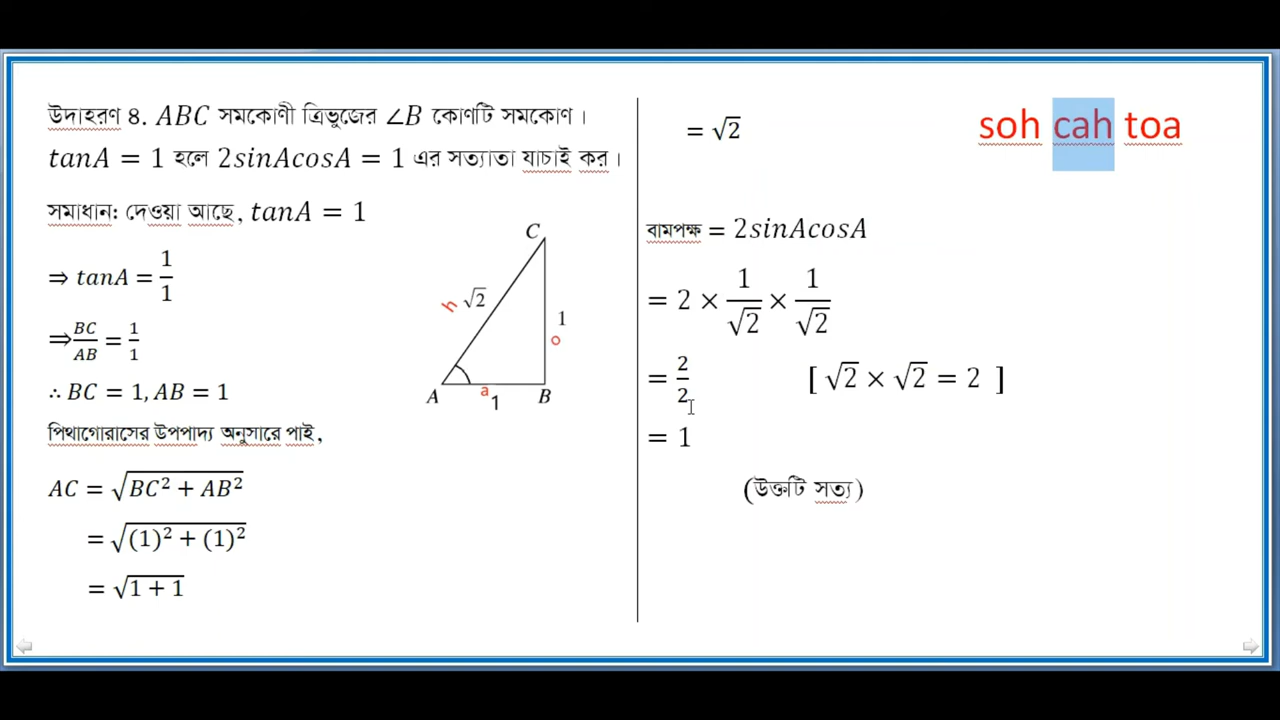 উদাহরণ 4. ABC সমকোণী ত্রিভুজের ∠B কোণটি সমকোণ।
tanA = 1 হলে 2sinAcosA = 1 এর সত্যাতা যাচাই কর।
সমাধান: দেওয়া আছে, tanA = 1
⇒ tanA = 1/1
⇒ BC/AB = 1/1
∴ BC = 1, AB = 1
পিথাগোরাসের উপপাদ্য অনুসারে পাই,
AC = √(BC² + AB²)
= √((1)² + (1)²)
= √(1 + 1)
C
h √2
1
o
A
a
1
B
= √2
বামপক্ষ = 2sinAcosA
= 2 × 1/√2 × 1/√2
= 2/2 [ √2 × √2 = 2 ]
= 1
(উক্তটি সত্য)
soh cah toa